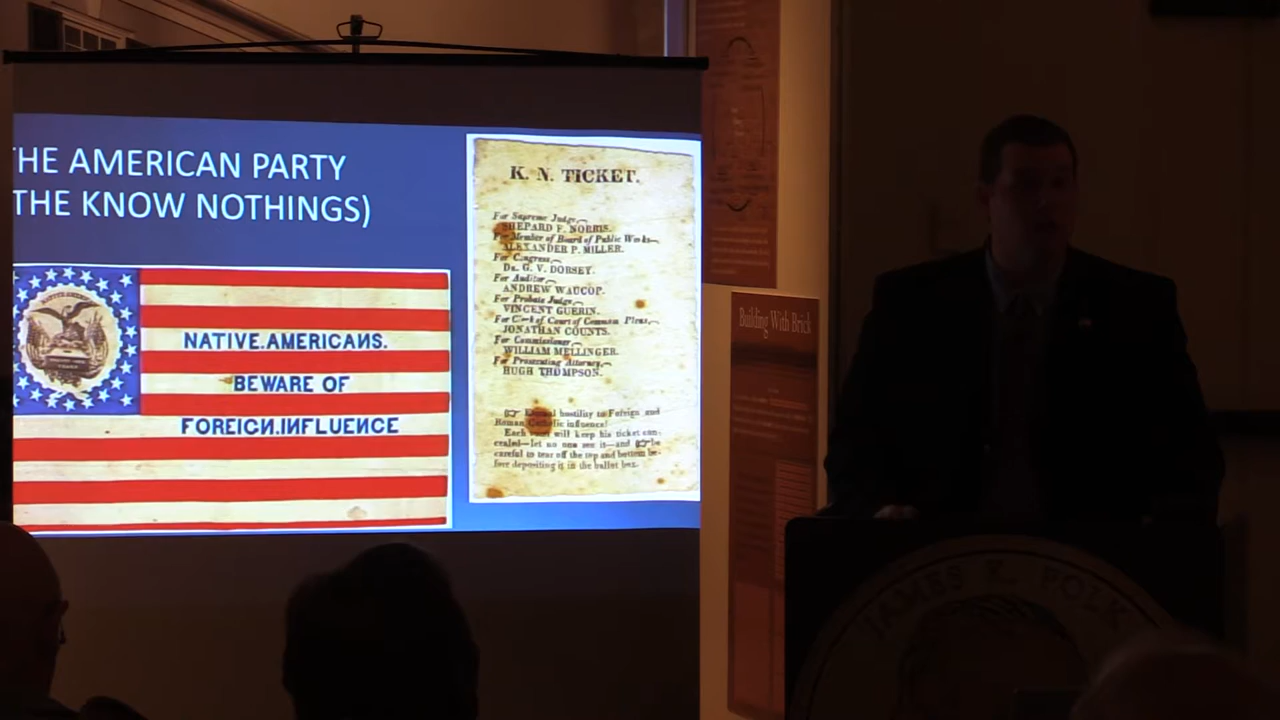 THE AMERICAN PARTY
(THE KNOW NOTHINGS)
NATIVE.AMERICANS.
BEWARE OF
FOREIGN.INFLUENCE
K. N. TICKET.
For Supreme Judge,
SHEPARD F. NORRIS.
For Member of Board of Public Works,
ALEXANDER P. MILLER.
For Congress,
Dr. G. V. DORSEY.
For Auditor,
ANDREW WAUCOP.
For Probate Judge,
VINCENT GUERIN.
For Clerk of Court of Common Pleas,
JONATHAN COUNTS.
For Commissioner,
WILLIAM MELLINGER.
For Prosecuting Attorney,
HUGH THOMPSON.
☞ Eternal hostility to Foreign and
Roman Catholic influence!
Each will keep his ticket con-
cealed—let no one see it—and ☞ be
careful to tear off the top and bottom be-
fore depositing it in the ballot box.
Building With Brick
JAMES K. POLK